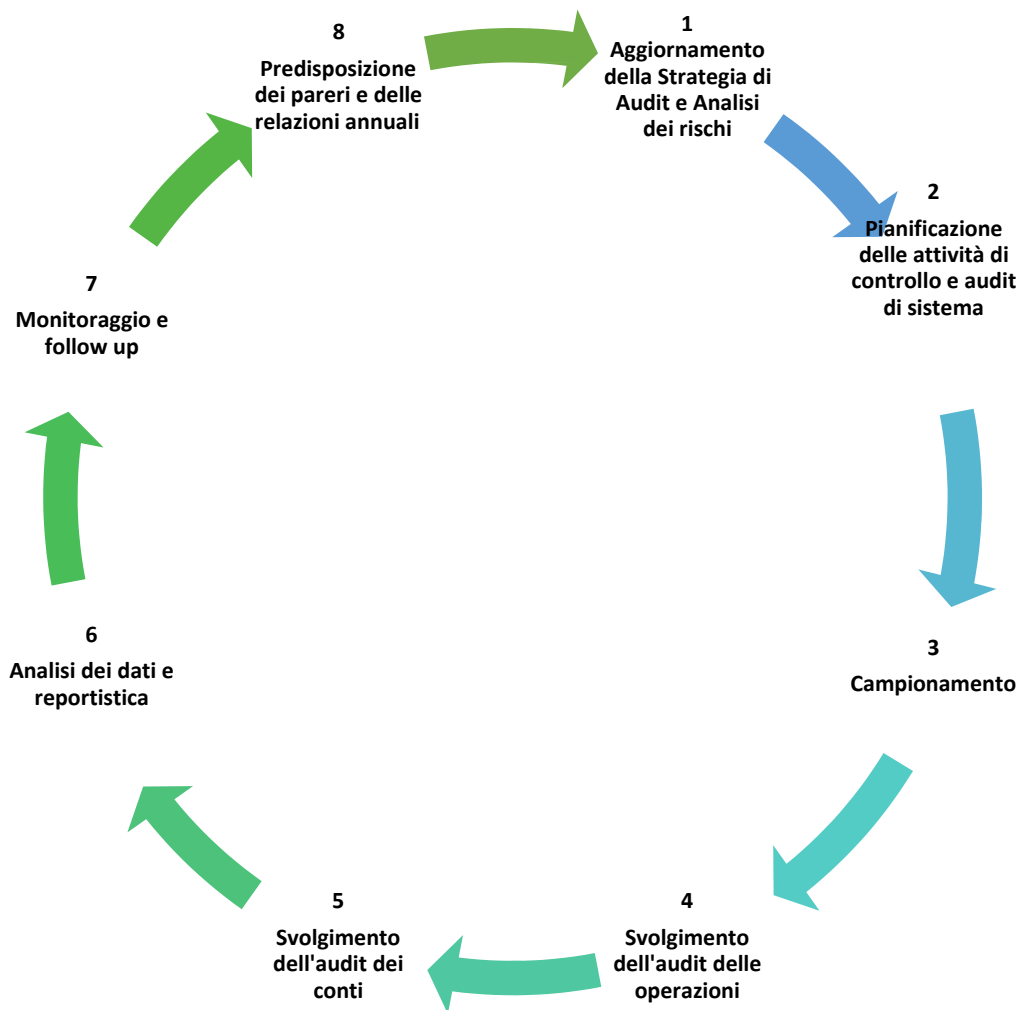 1
Aggiornamento
della Strategia di
Audit e Analisi
dei rischi
2
Pianificazione
delle attività di
controllo e audit
di sistema
3
Campionamento
4
Svolgimento
dell'audit delle
operazioni
5
Svolgimento
dell'audit dei
conti
6
Analisi dei dati e
reportistica
7
Monitoraggio e
follow up
8
Predisposizione
dei pareri e delle
relazioni annuali